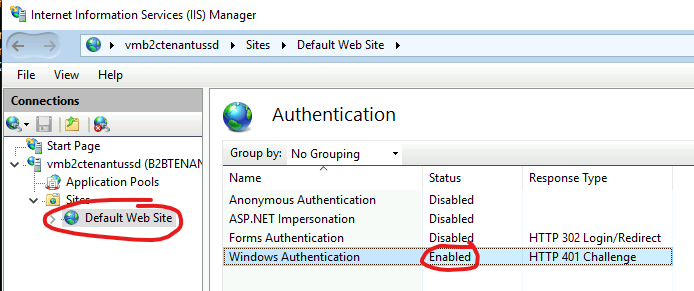 Internet Information Services (IIS) Manager
vmb2ctenantussd Sites Default Web Site
File View Help
Connections
Start Page
vmb2ctenantussd (B2BTENAN
Application Pools
Sites
Default Web Site
Authentication
Group by: No Grouping
Name Status Response Type
Anonymous Authentication Disabled
ASP.NET Impersonation Disabled
Forms Authentication Disabled HTTP 302 Login/Redirect
Windows Authentication Enabled HTTP 401 Challenge